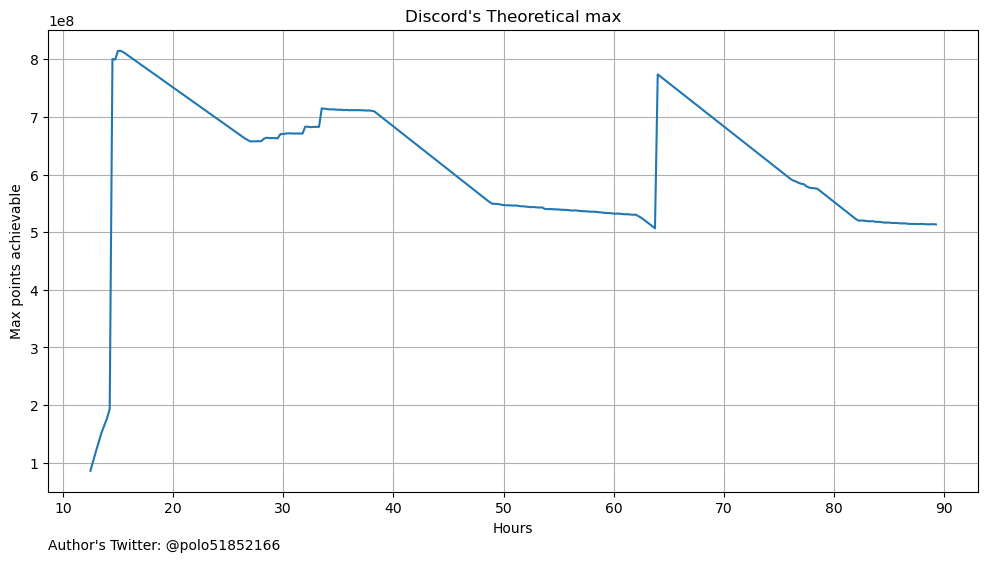 Discord's Theoretical max
1e8
8
7
6
5
4
3
2
1
Max points achievable
10 20 30 40 50 60 70 80 90
Hours
Author's Twitter: @polo51852166